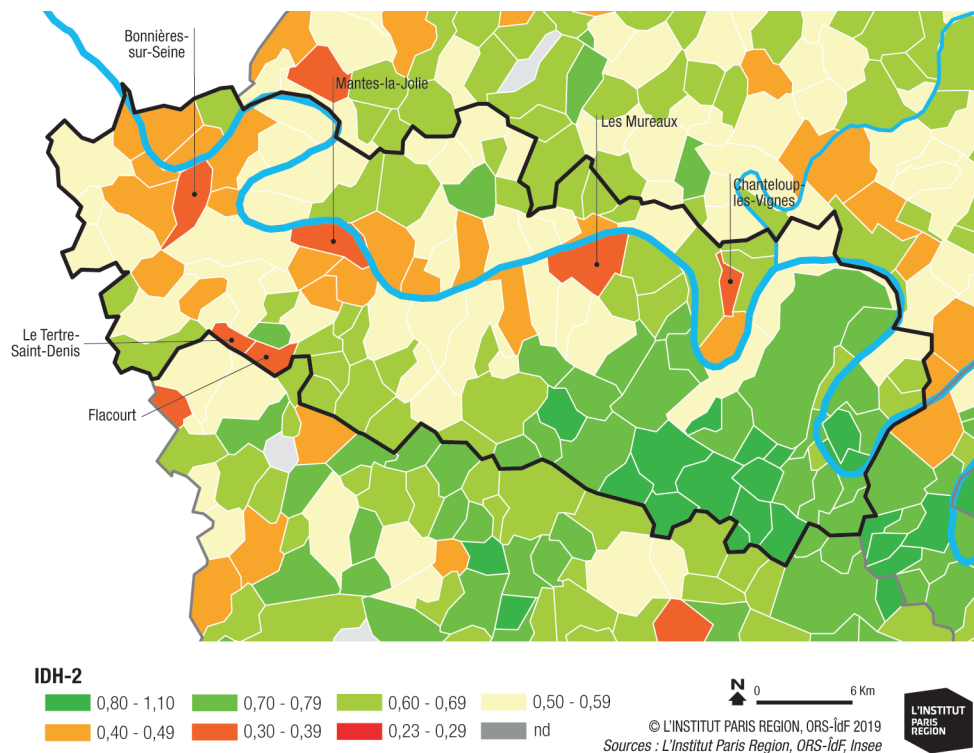 Bonnières-
sur-Seine
Mantes-la-Jolie
Les Mureaux
Chanteloup-
les-Vignes
Le Tertre-
Saint-Denis
Flacourt
IDH-2
0,80 - 1,10
0,70 - 0,79
0,60 - 0,69
0,50 - 0,59
0,40 - 0,49
0,30 - 0,39
0,23 - 0,29
nd
N
0
6 Km
© L'INSTITUT PARIS REGION, ORS-ÎdF 2019
Sources : L'Institut Paris Region, ORS-ÎdF, Insee
L'INSTITUT
PARIS
REGION